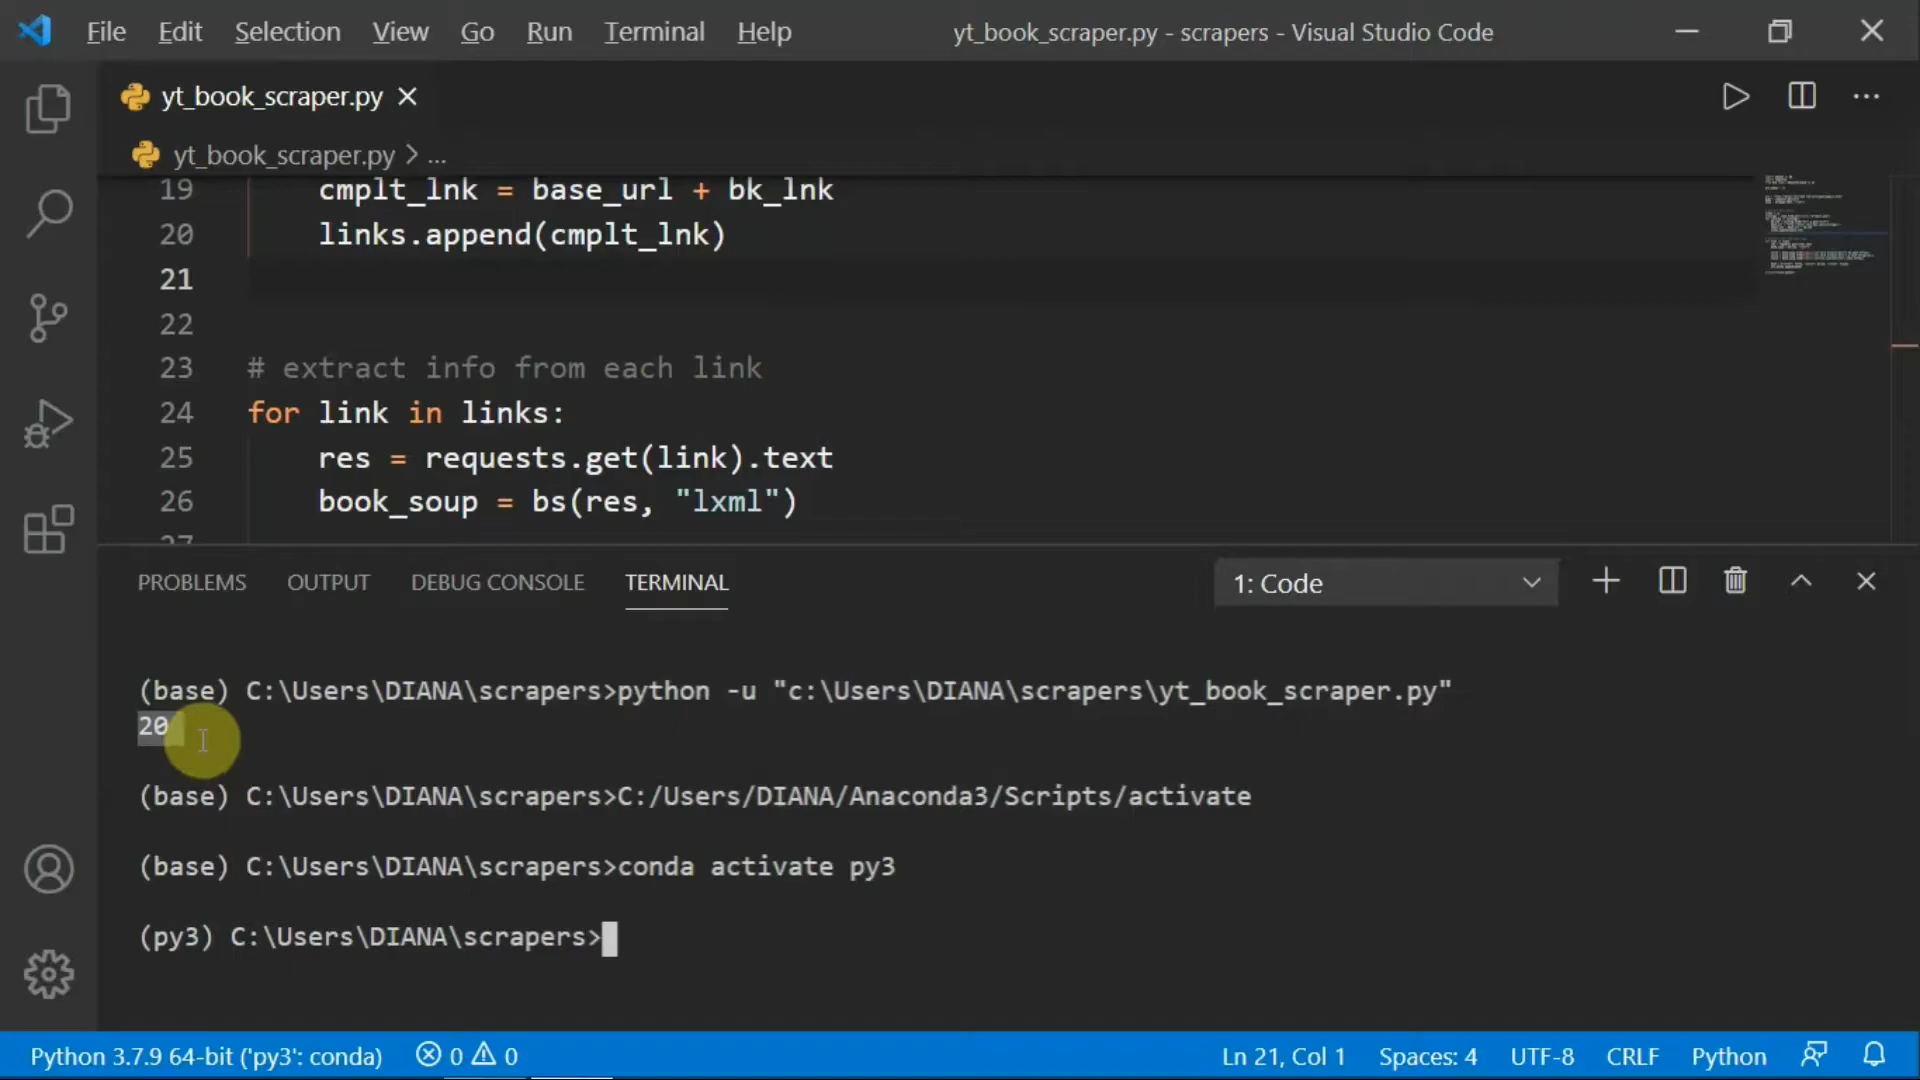 File Edit Selection View Go Run Terminal Help yt_book_scraper.py - scrapers - Visual Studio Code
yt_book_scraper.py
yt_book_scraper.py > ...
19 cmplt_lnk = base_url + bk_lnk
20 links.append(cmplt_lnk)
21
22
23 # extract info from each link
24 for link in links:
25 res = requests.get(link).text
26 book_soup = bs(res, "lxml")
27
PROBLEMS OUTPUT DEBUG CONSOLE TERMINAL 1: Code
(base) C:\Users\DIANA\scrapers>python -u "c:\Users\DIANA\scrapers\yt_book_scraper.py"
20
(base) C:\Users\DIANA\scrapers>C:/Users/DIANA/Anaconda3/Scripts/activate
(base) C:\Users\DIANA\scrapers>conda activate py3
(py3) C:\Users\DIANA\scrapers>
Python 3.7.9 64-bit ('py3': conda) 0 0 Ln 21, Col 1 Spaces: 4 UTF-8 CRLF Python